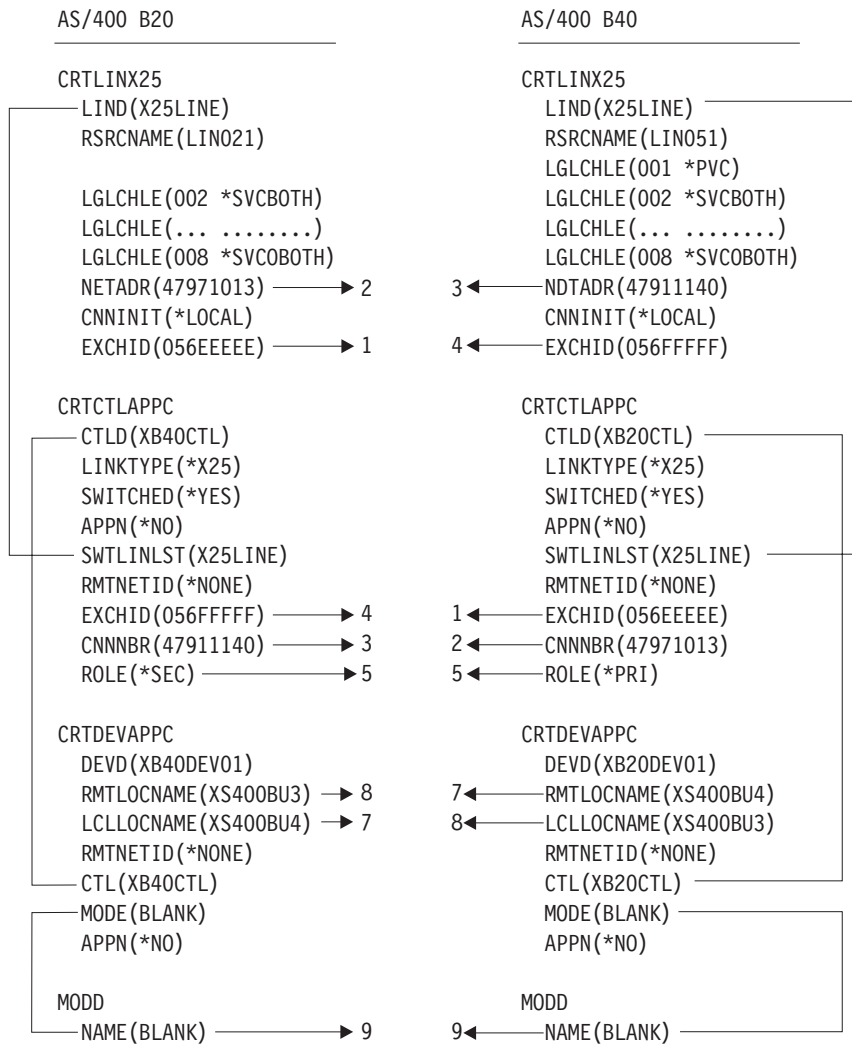 AS/400 B20
CRTLINX25
LIND(X25LINE)
RSRCNAME(LIN021)
LGLCHLE(002 *SVCBOTH)
LGLCHLE(... ........)
LGLCHLE(008 *SVCOBOTH)
NETADR(47971013) 2
CNNINIT(*LOCAL)
EXCHID(056EEEEE) 1
CRTCTLAPPC
CTLD(XB40CTL)
LINKTYPE(*X25)
SWITCHED(*YES)
APPN(*NO)
SWTLINLST(X25LINE)
RMTNETID(*NONE)
EXCHID(056FFFFF) 4
CNNNBR(47911140) 3
ROLE(*SEC) 5
CRTDEVAPPC
DEVD(XB40DEV01)
RMTLOCNAME(XS400BU3) 8
LCLLOCNAME(XS400BU4) 7
RMTNETID(*NONE)
CTL(XB40CTL)
MODE(BLANK)
APPN(*NO)
MODD
NAME(BLANK) 9
AS/400 B40
CRTLINX25
LIND(X25LINE)
RSRCNAME(LIN051)
LGLCHLE(001 *PVC)
LGLCHLE(002 *SVCBOTH)
LGLCHLE(... ........)
LGLCHLE(008 *SVCOBOTH)
3 NDTADR(47911140)
CNNINIT(*LOCAL)
4 EXCHID(056FFFFF)
CRTCTLAPPC
CTLD(XB20CTL)
LINKTYPE(*X25)
SWITCHED(*YES)
APPN(*NO)
SWTLINLST(X25LINE)
RMTNETID(*NONE)
1 EXCHID(056EEEEE)
2 CNNNBR(47971013)
5 ROLE(*PRI)
CRTDEVAPPC
DEVD(XB20DEV01)
7 RMTLOCNAME(XS400BU4)
8 LCLLOCNAME(XS400BU3)
RMTNETID(*NONE)
CTL(XB20CTL)
MODE(BLANK)
APPN(*NO)
MODD
9 NAME(BLANK)